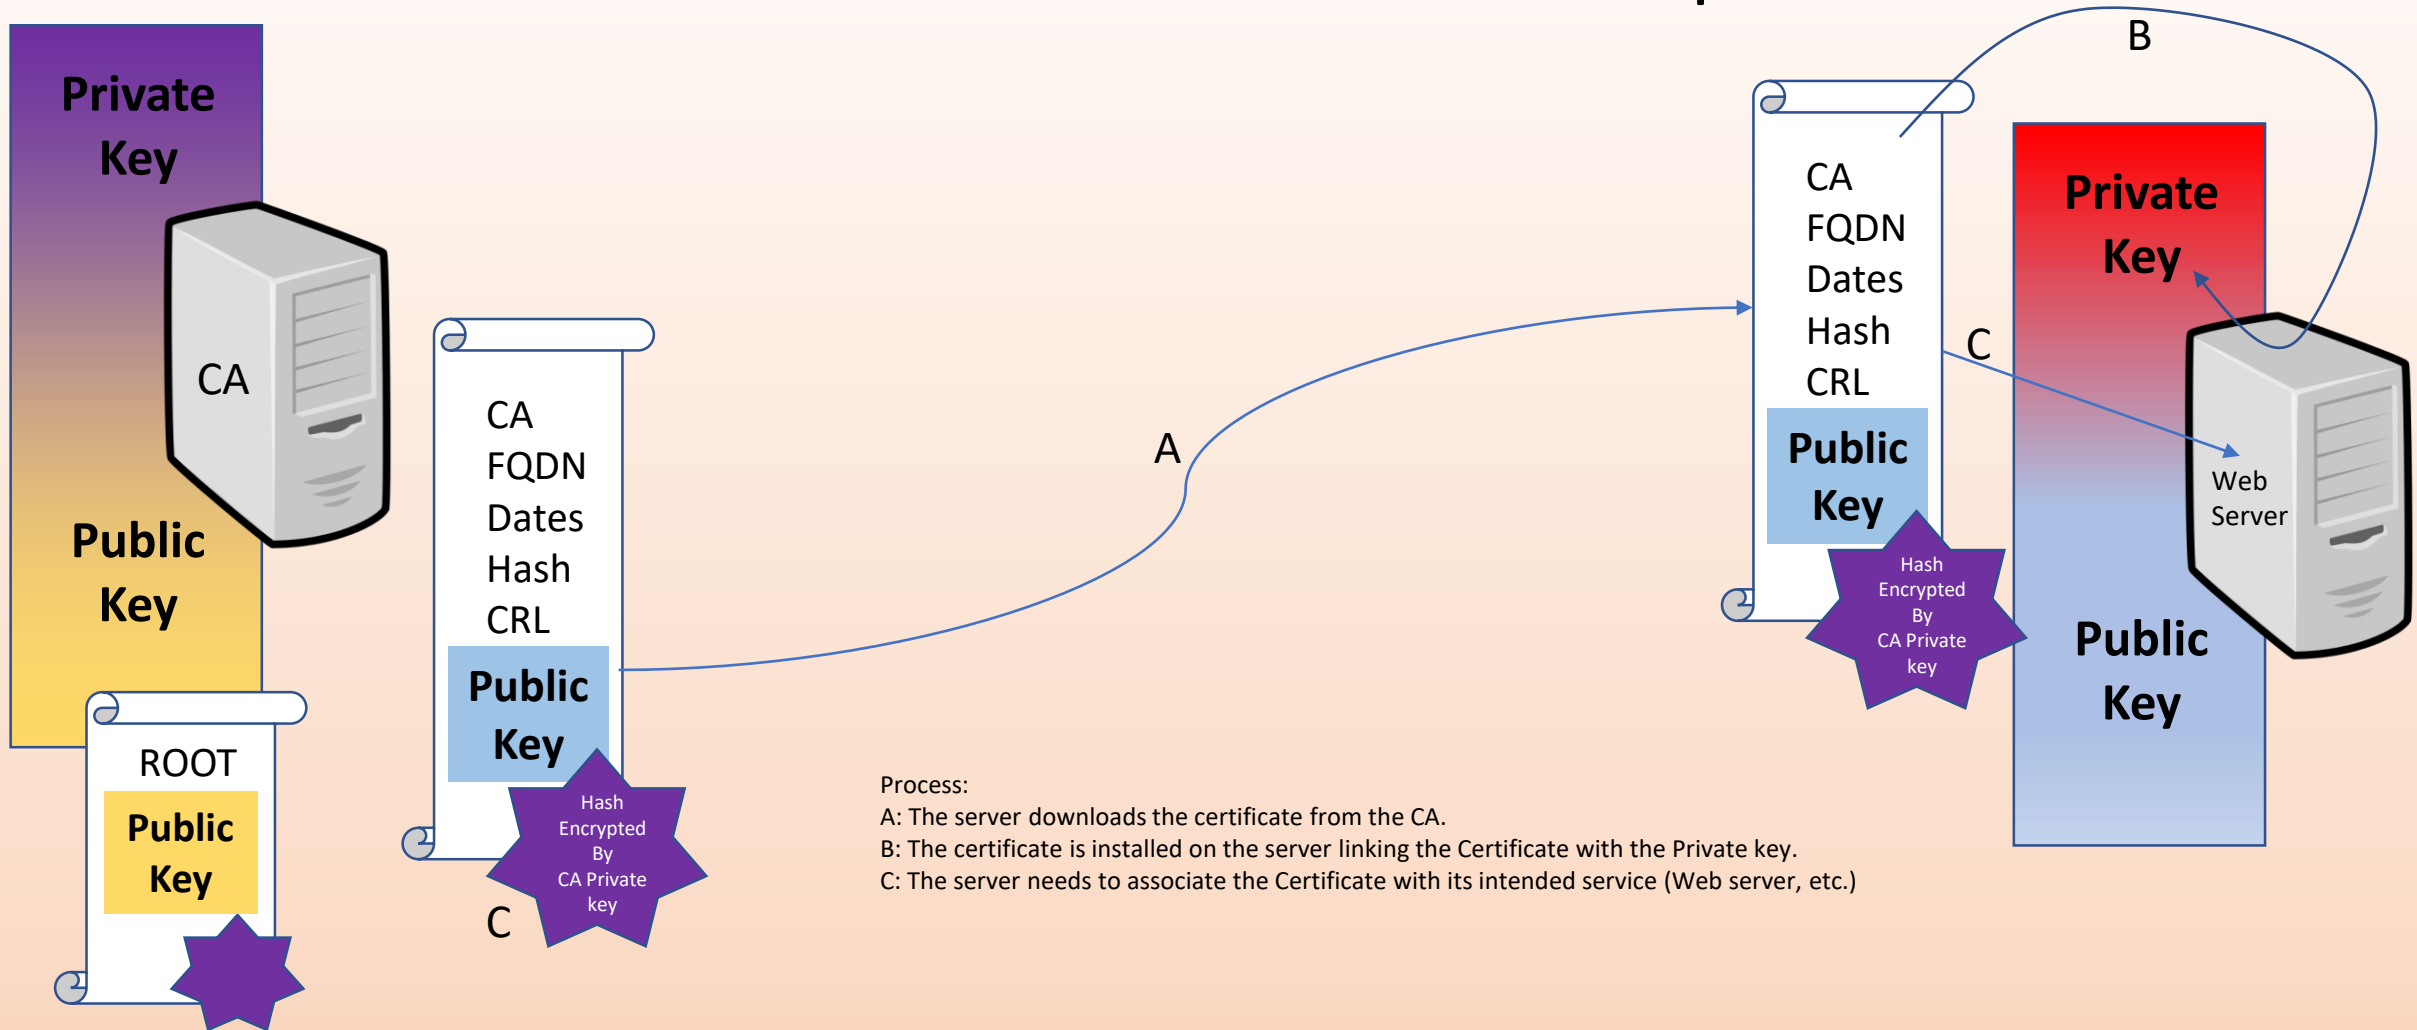 Private
Key
CA
Public
Key
ROOT
Public
Key
CA
FQDN
Dates
Hash
CRL
Public
Key
Hash
Encrypted
By
CA Private
key
C
A
Process:
A: The server downloads the certificate from the CA.
B: The certificate is installed on the server linking the Certificate with the Private key.
C: The server needs to associate the Certificate with its intended service (Web server, etc.)
CA
FQDN
Dates
Hash
CRL
Public
Key
Hash
Encrypted
By
CA Private
key
B
C
Private
Key
Web
Server
Public
Key